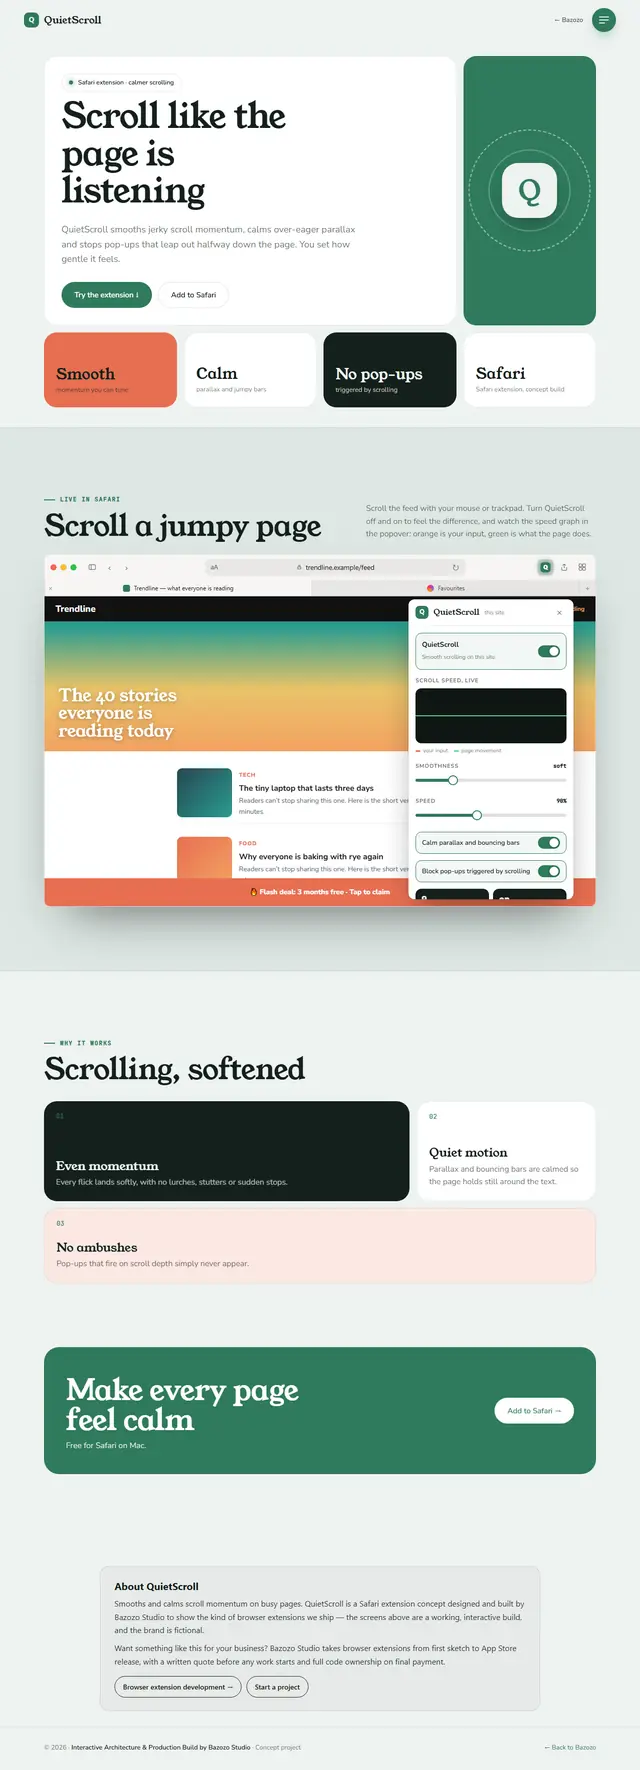 Q QuietScroll
← Bazozo
Safari extension · calmer scrolling
Scroll like the
page is
listening
QuietScroll smooths jerky scroll momentum, calms over-eager parallax
and stops pop-ups that leap out halfway down the page. You set how
gentle it feels.
Try the extension ↓
Add to Safari
Q
Smooth
momentum you can tune
Calm
parallax and jumpy bars
No pop-ups
triggered by scrolling
Safari
Safari extension, concept build
LIVE IN SAFARI
Scroll a jumpy page
Scroll the feed with your mouse or trackpad. Turn QuietScroll
off and on to feel the difference, and watch the speed graph in
the popover: orange is your input, green is what the page does.
aA
trendline.example/feed
Q
× Trendline — what everyone is reading
Favourites
+
Trendline
The 40 stories
everyone is
reading today
TECH
The tiny laptop that lasts three days
Readers can't stop sharing this one. Here is the short
minutes.
FOOD
Why everyone is baking with rye again
Readers can't stop sharing this one. Here is the short
🔥 Flash deal: 3 months free · Tap to claim
Q QuietScroll this site ×
QuietScroll
Smooth scrolling on this site
SCROLL SPEED, LIVE
your input page movement
SMOOTHNESS soft
SPEED 98%
Calm parallax and bouncing bars
Block pop-ups triggered by scrolling
WHY IT WORKS
Scrolling, softened
01
Even momentum
Every flick lands softly, with no lurches, stutters or sudden stops.
02
Quiet motion
Parallax and bouncing bars are calmed so
the page holds still around the text.
03
No ambushes
Pop-ups that fire on scroll depth simply never appear.
Make every page
feel calm
Free for Safari on Mac.
Add to Safari →
About QuietScroll
Smooths and calms scroll momentum on busy pages. QuietScroll is a Safari extension concept designed and built by
Bazozo Studio to show the kind of browser extensions we ship — the screens above are a working, interactive build,
and the brand is fictional.
Want something like this for your business? Bazozo Studio takes browser extensions from first sketch to App Store
release, with a written quote before any work starts and full code ownership on final payment.
Browser extension development →
Start a project
© 2026 · Interactive Architecture & Production Build by Bazozo Studio · Concept project
← Back to Bazozo